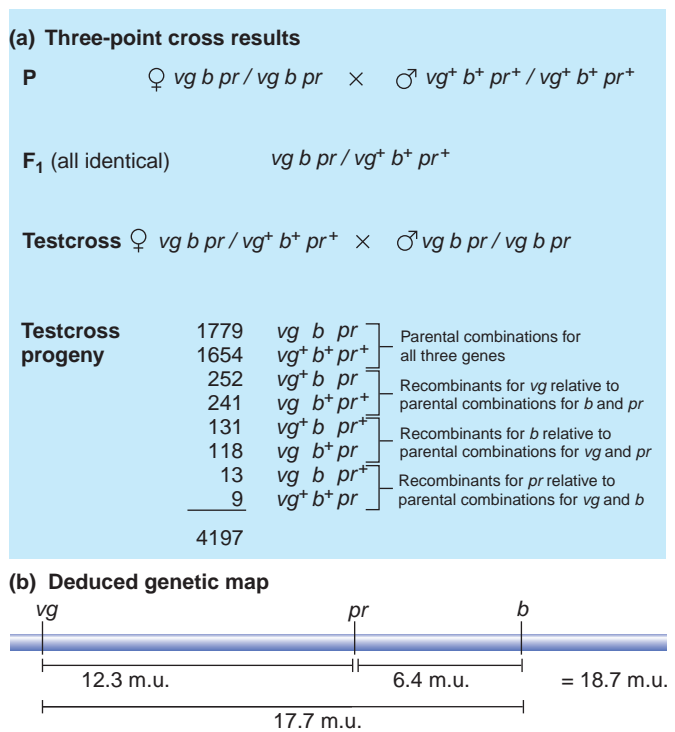 (a) Three-point cross results
P ♀ vg b pr / vg b pr × ♂ vg⁺ b⁺ pr⁺ / vg⁺ b⁺ pr⁺
F₁ (all identical) vg b pr / vg⁺ b⁺ pr⁺
Testcross ♀ vg b pr / vg⁺ b⁺ pr⁺ × ♂ vg b pr / vg b pr
Testcross progeny
1779 vg b pr
1654 vg⁺ b⁺ pr⁺
Parental combinations for
all three genes
252 vg⁺ b pr
241 vg b⁺ pr⁺
Recombinants for vg relative to
parental combinations for b and pr
131 vg⁺ b pr⁺
118 vg b⁺ pr
Recombinants for b relative to
parental combinations for vg and pr
13 vg b pr⁺
9 vg⁺ b⁺ pr
Recombinants for pr relative to
parental combinations for vg and b
4197
(b) Deduced genetic map
vg pr b
12.3 m.u. 6.4 m.u. = 18.7 m.u.
17.7 m.u.